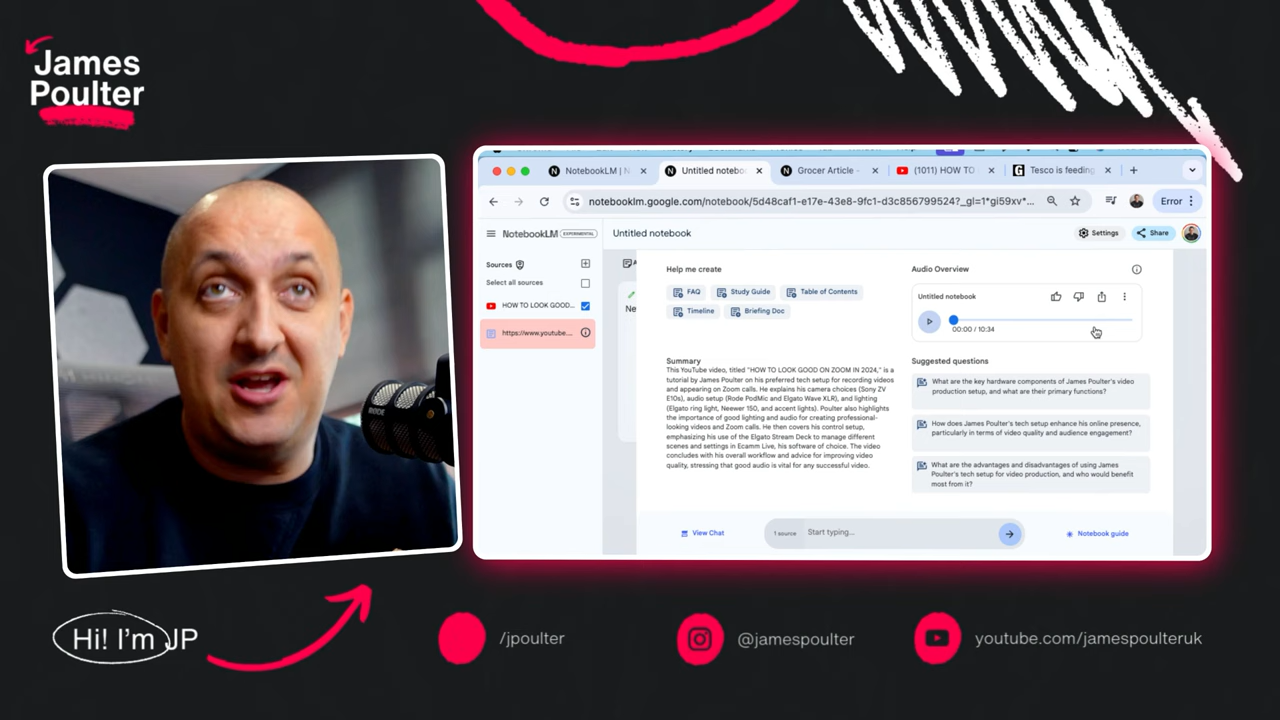 James
Poulter
NotebookLM | N
Untitled notebo
Grocer Article -
(1011) HOW TO
Tesco is feeding
notebooklm.google.com/notebook/5d48caf1-e17e-43e8-9fc1-d3c856799524?_gl=1*gi59xv*...
Error
NotebookLM EXPERIMENTAL
Untitled notebook
Settings
Share
Sources
Select all sources
HOW TO LOOK GOOD...
https://www.youtube....
Ne
Help me create
FAQ
Study Guide
Table of Contents
Timeline
Briefing Doc
Summary
This YouTube video, titled "HOW TO LOOK GOOD ON ZOOM IN 2024," is a
tutorial by James Poulter on his preferred tech setup for recording videos
and appearing on Zoom calls. He explains his camera choices (Sony ZV
E10s), audio setup (Rode PodMic and Elgato Wave XLR), and lighting
(Elgato ring light, Neewer 150, and accent lights). Poulter also highlights
the importance of good lighting and audio for creating professional-
looking videos and Zoom calls. He then covers his control setup,
emphasizing his use of the Elgato Stream Deck to manage different
scenes and settings in Ecamm Live, his software of choice. The video
concludes with his overall workflow and advice for improving video
quality, stressing that good audio is vital for any successful video.
Audio Overview
Untitled notebook
00:00 / 10:34
Suggested questions
What are the key hardware components of James Poulter's video
production setup, and what are their primary functions?
How does James Poulter's tech setup enhance his online presence,
particularly in terms of video quality and audience engagement?
What are the advantages and disadvantages of using James
Poulter's tech setup for video production, and who would benefit
most from it?
View Chat
1 source
Start typing...
Notebook guide
RODE
Hi! I'm JP
/jpoulter
@jamespoulter
youtube.com/jamespoulteruk